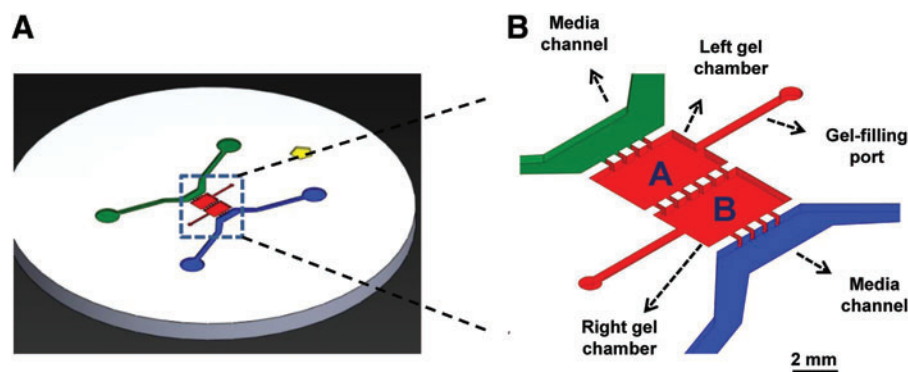 A
B
Media
channel
Left gel
chamber
Gel-filling
port
A
B
Media
channel
Right gel
chamber
2 mm